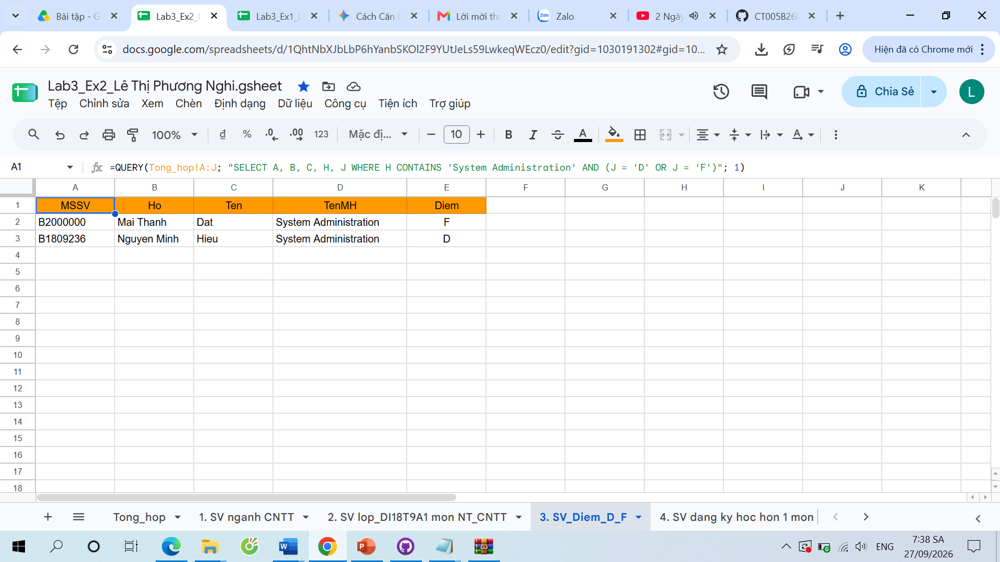 Bài tập - G
Lab3_Ex2_L
Lab3_Ex1_L
Cách Căn C
Lời mời tha
Zalo
2 Ngày
CT005B260
docs.google.com/spreadsheets/d/1QhtNbXJbLbP6hYanbSKOl2F9YUtJeLs59LwkeqWEcz0/edit?gid=1030191302#gid=10...
Hiện đã có Chrome mới
Lab3_Ex2_Lê Thị Phương Nghi.gsheet
Tệp Chỉnh sửa Xem Chèn Định dạng Dữ liệu Công cụ Tiện ích Trợ giúp
Chia Sẻ
L
100% đ % .0 .00 123 Mặc đị... 10 B I S A
A1
=QUERY(Tong_hop!A:J; "SELECT A, B, C, H, J WHERE H CONTAINS 'System Administration' AND (J = 'D' OR J = 'F')"; 1)
A B C D E F G H I J K
1 MSSV Ho Ten TenMH Diem
2 B2000000 Mai Thanh Dat System Administration F
3 B1809236 Nguyen Minh Hieu System Administration D
4
5
6
7
8
9
10
11
12
13
14
15
16
17
18
Tong_hop 1. SV nganh CNTT 2. SV lop_DI18T9A1 mon NT_CNTT 3. SV_Diem_D_F 4. SV dang ky hoc hon 1 mon
ENG
7:38 SA
27/09/2026